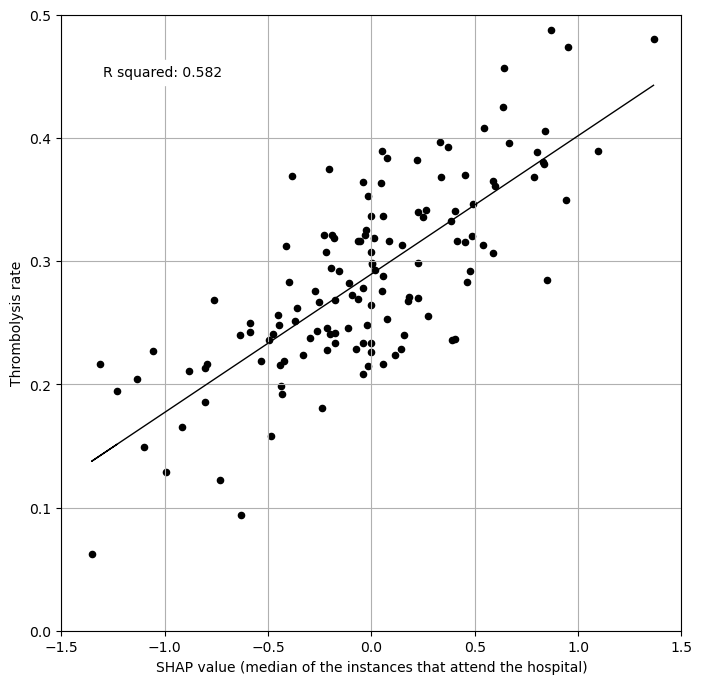 0.5
R squared: 0.582
0.4
0.3
0.2
0.1
0.0
Thrombolysis rate
−1.5 −1.0 −0.5 0.0 0.5 1.0 1.5
SHAP value (median of the instances that attend the hospital)